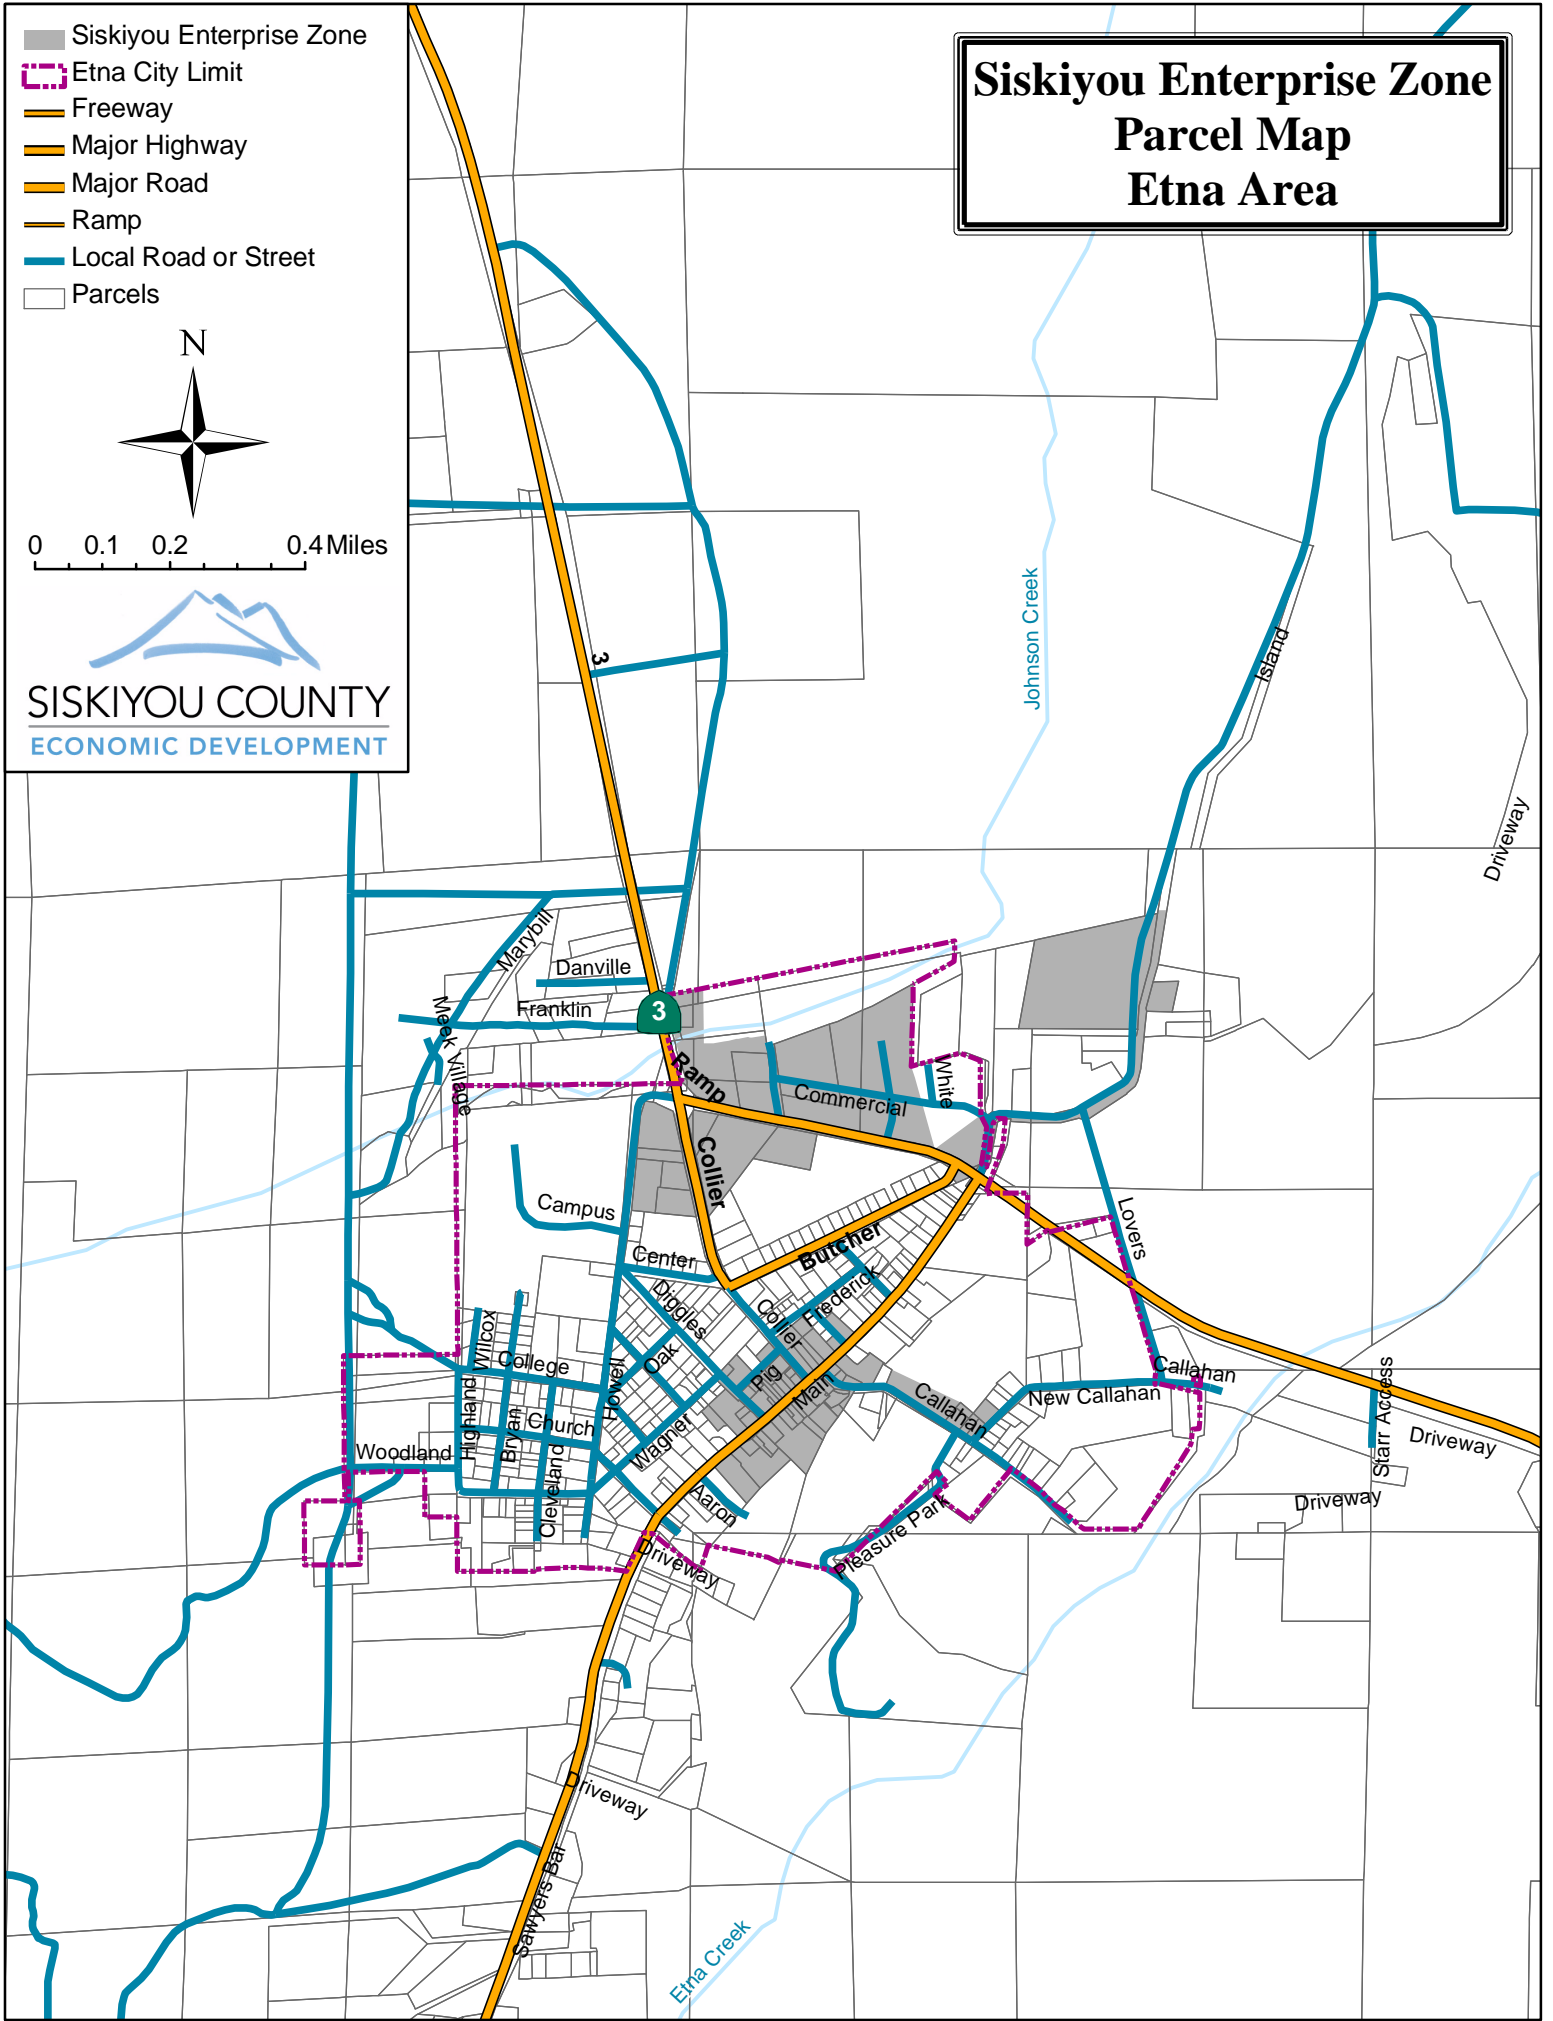 Siskiyou Enterprise Zone
Etna City Limit
Freeway
Major Highway
Major Road
Ramp
Local Road or Street
Parcels
N
0 0.1 0.2 0.4 Miles
SISKIYOU COUNTY
ECONOMIC DEVELOPMENT
Siskiyou Enterprise Zone
Parcel Map
Etna Area
Johnson Creek
Island
3
Driveway
Marybill
Danville
Franklin
3
Meek Village
Ramp
Commercial
White
Collier
Campus
Center
Butcher
Lovers
Diggles
Collier
Frederick
Wilcox
College
Oak
Howell
Pig
Main
Callahan
New Callahan
Callahan
Starr Access
Driveway
Highland
Bryan
Church
Wagner
Woodland
Cleveland
Aaron
Driveway
Pleasure Park
Driveway
Driveway
Sawyers Bar
Etna Creek